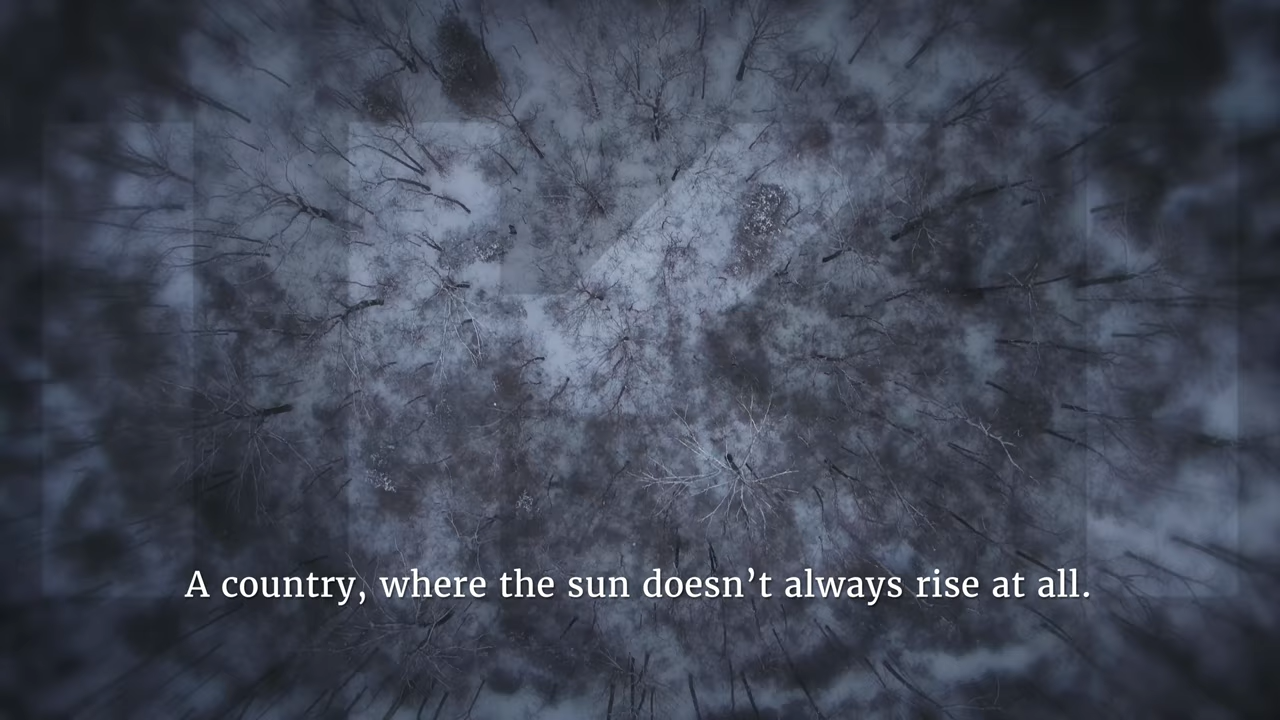 A country, where the sun doesn’t always rise at all.